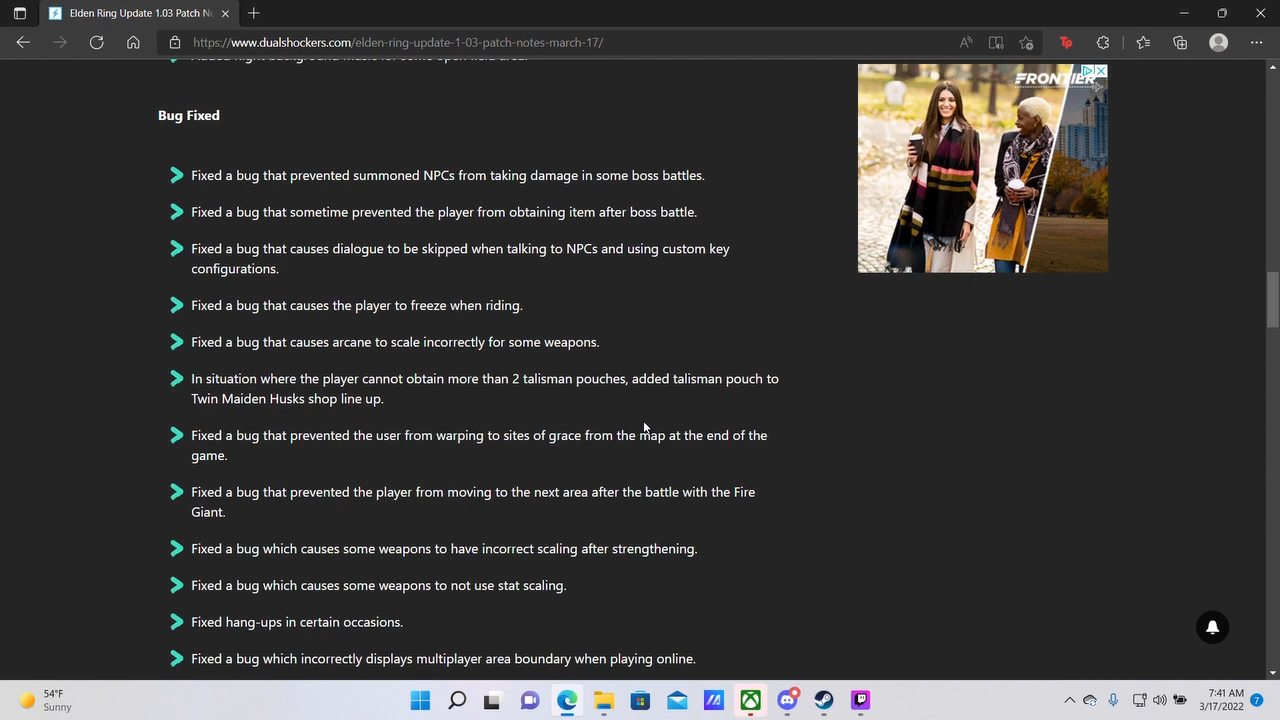 Elden Ring Update 1.03 Patch No
https://www.dualshockers.com/elden-ring-update-1-03-patch-notes-march-17/
Added night background music for some open field area.
FRONTIER
Bug Fixed
Fixed a bug that prevented summoned NPCs from taking damage in some boss battles.
Fixed a bug that sometime prevented the player from obtaining item after boss battle.
Fixed a bug that causes dialogue to be skipped when talking to NPCs and using custom key
configurations.
Fixed a bug that causes the player to freeze when riding.
Fixed a bug that causes arcane to scale incorrectly for some weapons.
In situation where the player cannot obtain more than 2 talisman pouches, added talisman pouch to
Twin Maiden Husks shop line up.
Fixed a bug that prevented the user from warping to sites of grace from the map at the end of the
game.
Fixed a bug that prevented the player from moving to the next area after the battle with the Fire
Giant.
Fixed a bug which causes some weapons to have incorrect scaling after strengthening.
Fixed a bug which causes some weapons to not use stat scaling.
Fixed hang-ups in certain occasions.
Fixed a bug which incorrectly displays multiplayer area boundary when playing online.
54°F
Sunny
7:41 AM
3/17/2022
7